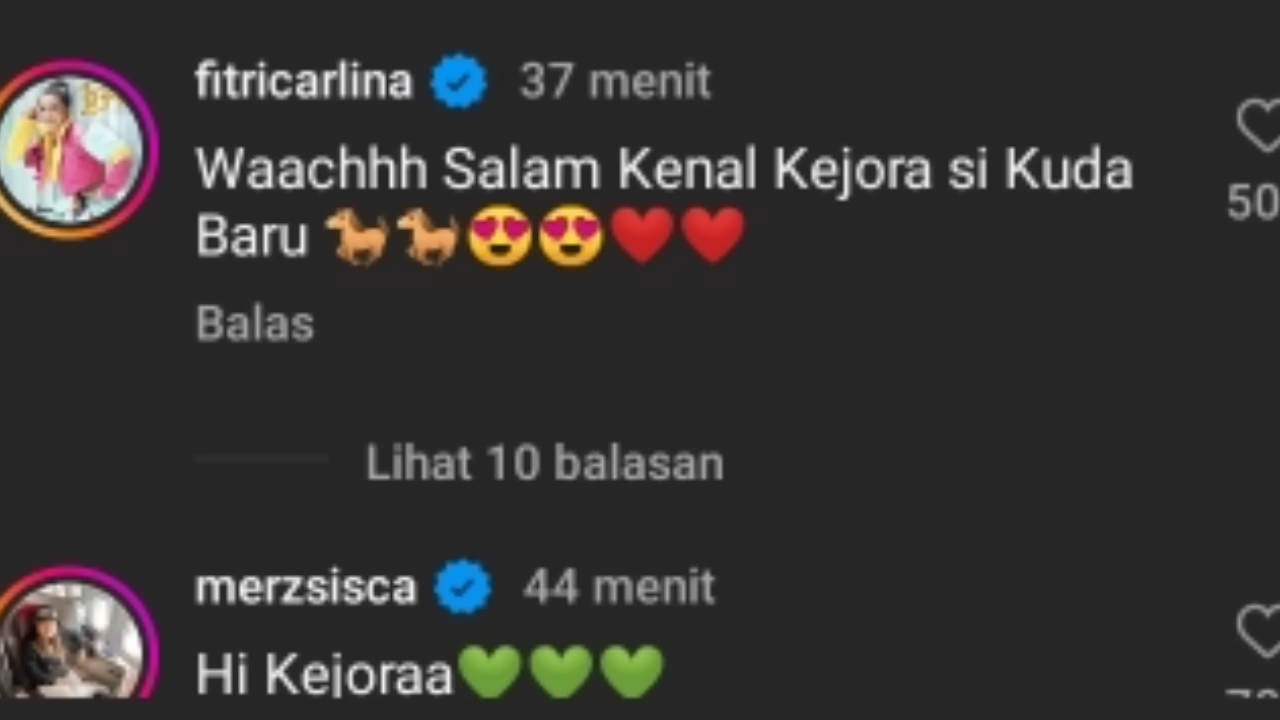 fitricarlina 37 menit
Waachhh Salam Kenal Kejora si Kuda
Baru 🐎🐎😍😍❤️❤️
50
Balas
Lihat 10 balasan
merzsisca 44 menit
Hi Kejoraa💚💚💚